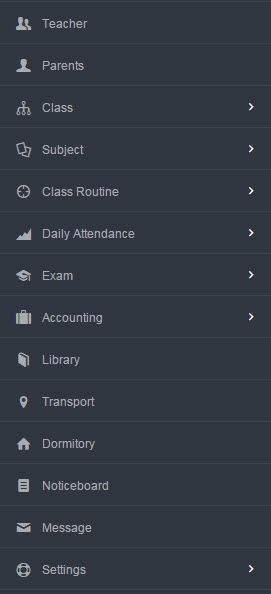 Teacher
Parents
Class
Subject
Class Routine
Daily Attendance
Exam
Accounting
Library
Transport
Dormitory
Noticeboard
Message
Settings